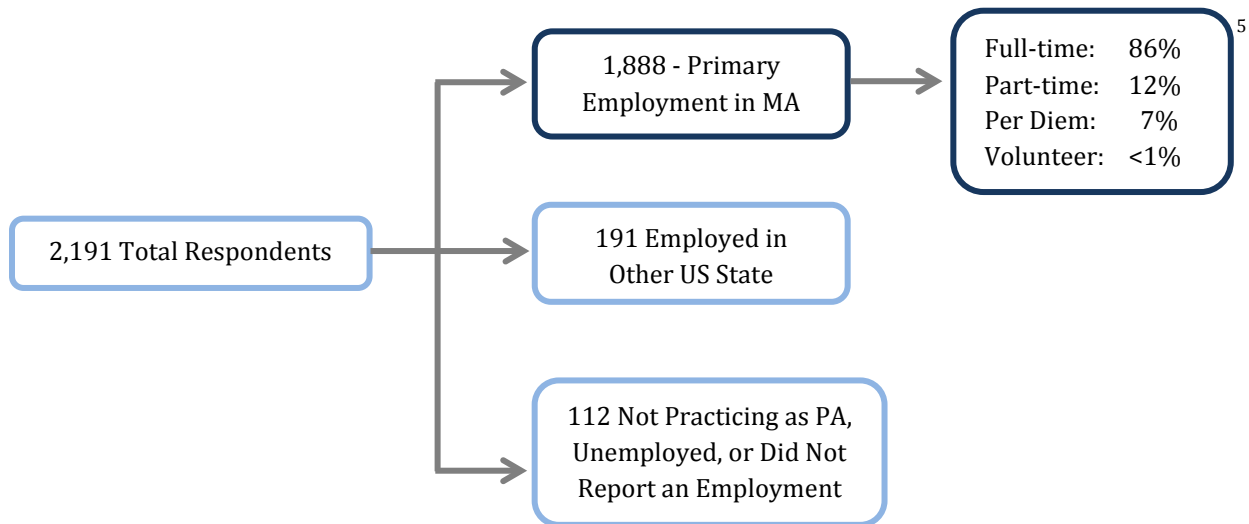 1,888 - Primary
Employment in MA
Full-time: 86%
Part-time: 12%
Per Diem: 7%
Volunteer: <1%
5
2,191 Total Respondents
191 Employed in
Other US State
112 Not Practicing as PA,
Unemployed, or Did Not
Report an Employment